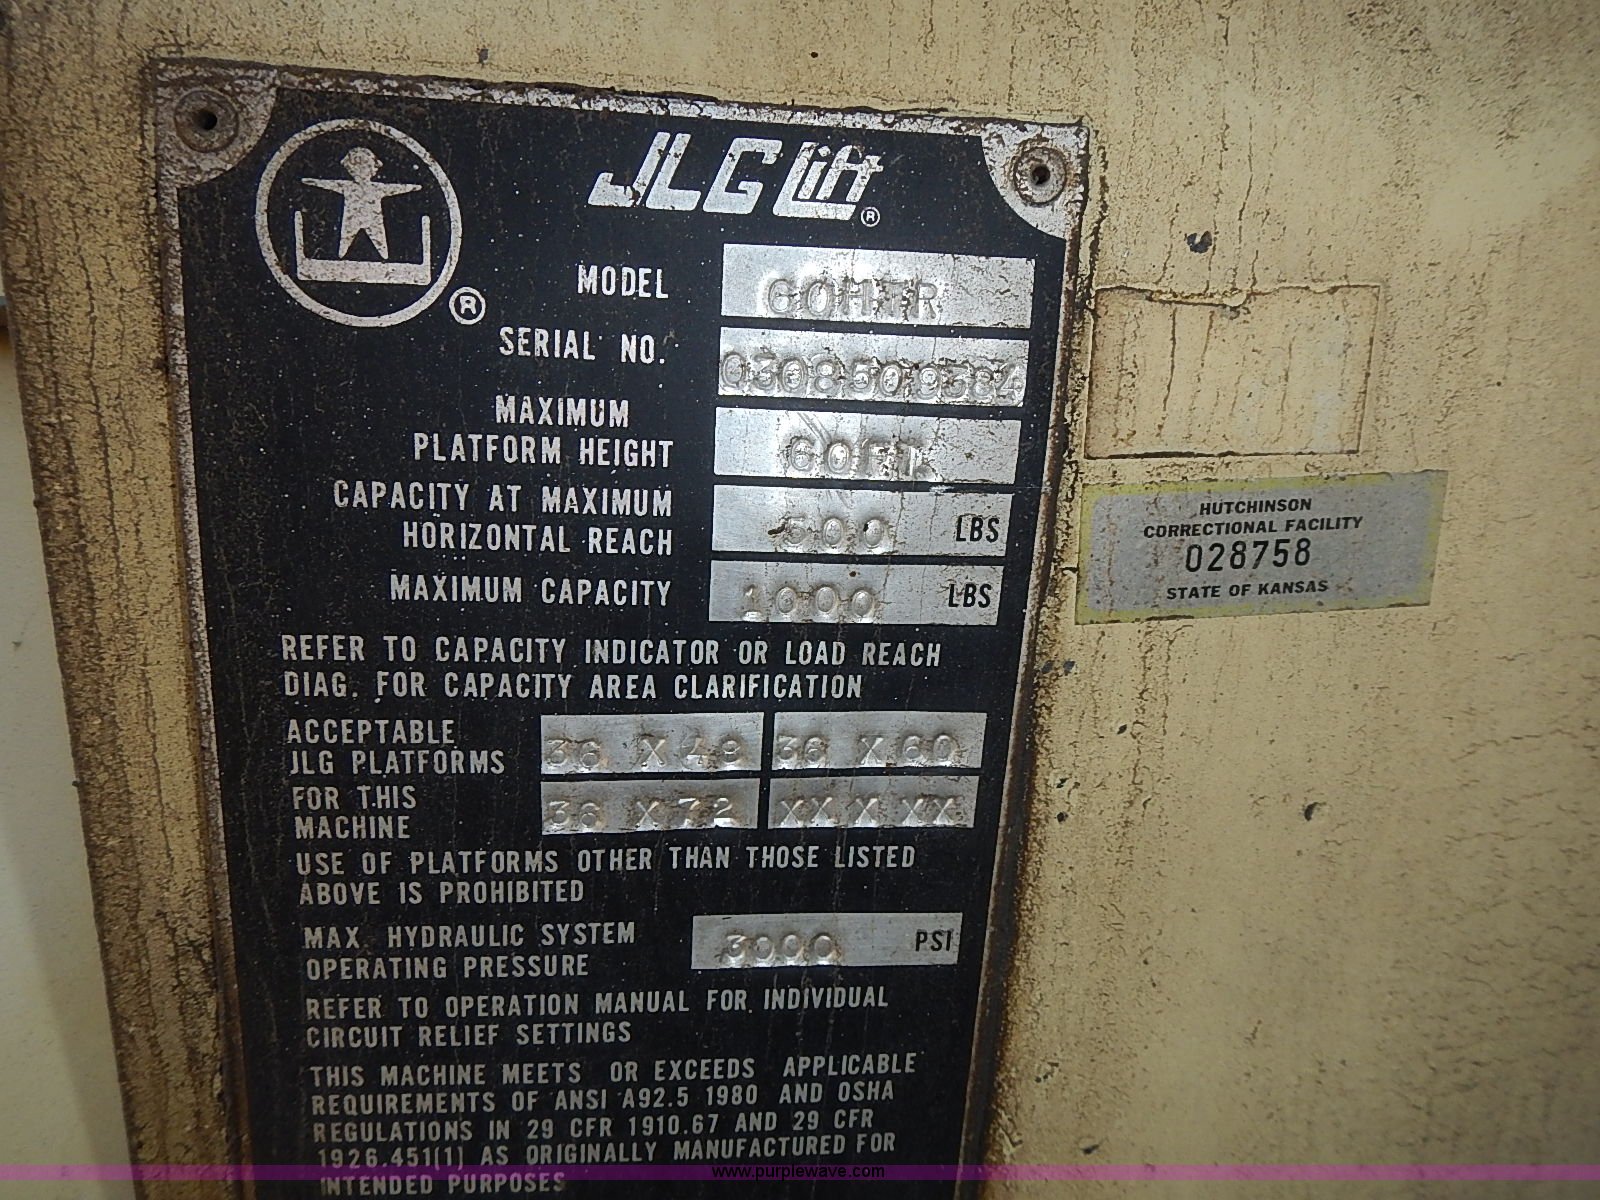 JLG Lift ®
®
MODEL 60HTR
SERIAL NO. 0308509384
MAXIMUM
PLATFORM HEIGHT 60FT.
CAPACITY AT MAXIMUM
HORIZONTAL REACH 500 LBS
MAXIMUM CAPACITY 1000 LBS
REFER TO CAPACITY INDICATOR OR LOAD REACH
DIAG. FOR CAPACITY AREA CLARIFICATION
ACCEPTABLE
JLG PLATFORMS 36 X 48 36 X 60
FOR THIS
MACHINE 36 X 72 XX X XX
USE OF PLATFORMS OTHER THAN THOSE LISTED
ABOVE IS PROHIBITED
MAX. HYDRAULIC SYSTEM
OPERATING PRESSURE 3000 PSI
REFER TO OPERATION MANUAL FOR INDIVIDUAL
CIRCUIT RELIEF SETTINGS
THIS MACHINE MEETS OR EXCEEDS APPLICABLE
REQUIREMENTS OF ANSI A92.5 1980 AND OSHA
REGULATIONS IN 29 CFR 1910.67 AND 29 CFR
1926.451(1) AS ORIGINALLY MANUFACTURED FOR
INTENDED PURPOSES
HUTCHINSON
CORRECTIONAL FACILITY
028758
STATE OF KANSAS
www.purplewave.com